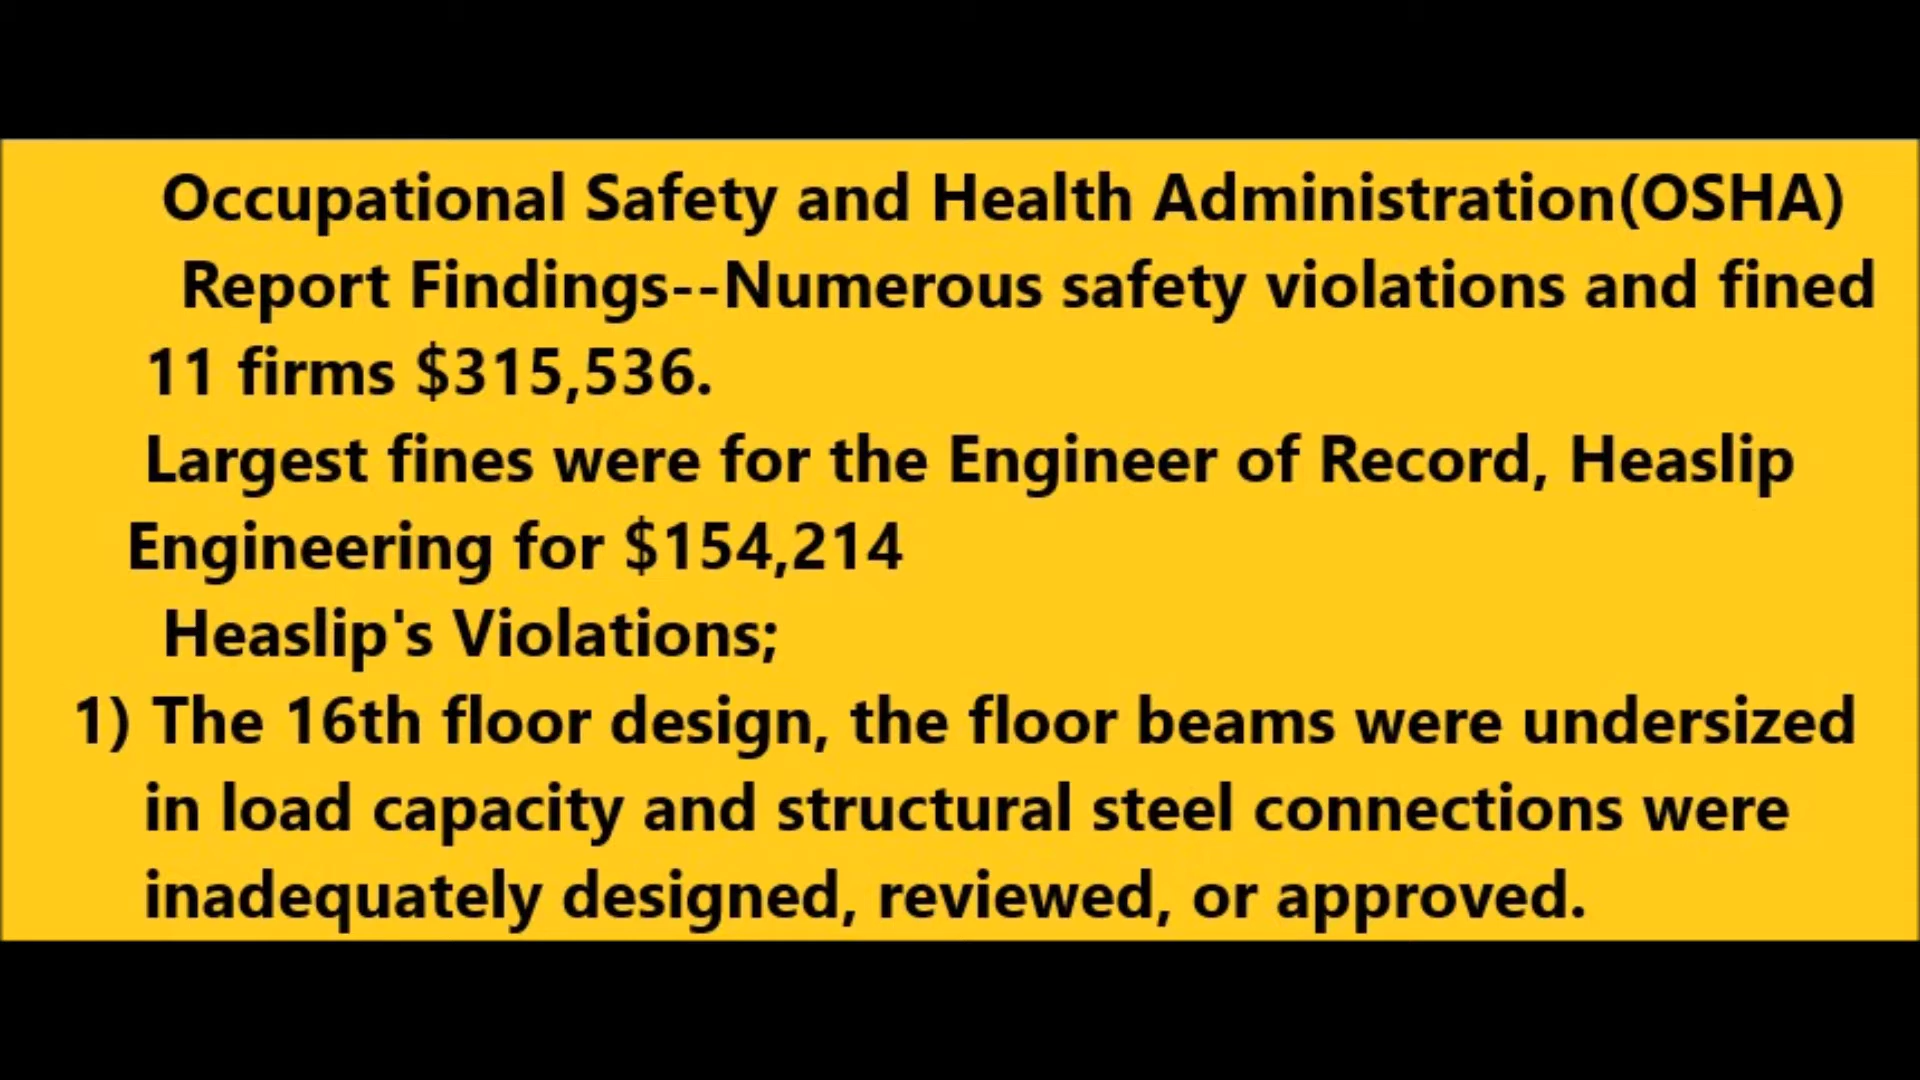 Occupational Safety and Health Administration(OSHA)
Report Findings--Numerous safety violations and fined
11 firms $315,536.
Largest fines were for the Engineer of Record, Heaslip
Engineering for $154,214
Heaslip's Violations;
1) The 16th floor design, the floor beams were undersized
in load capacity and structural steel connections were
inadequately designed, reviewed, or approved.